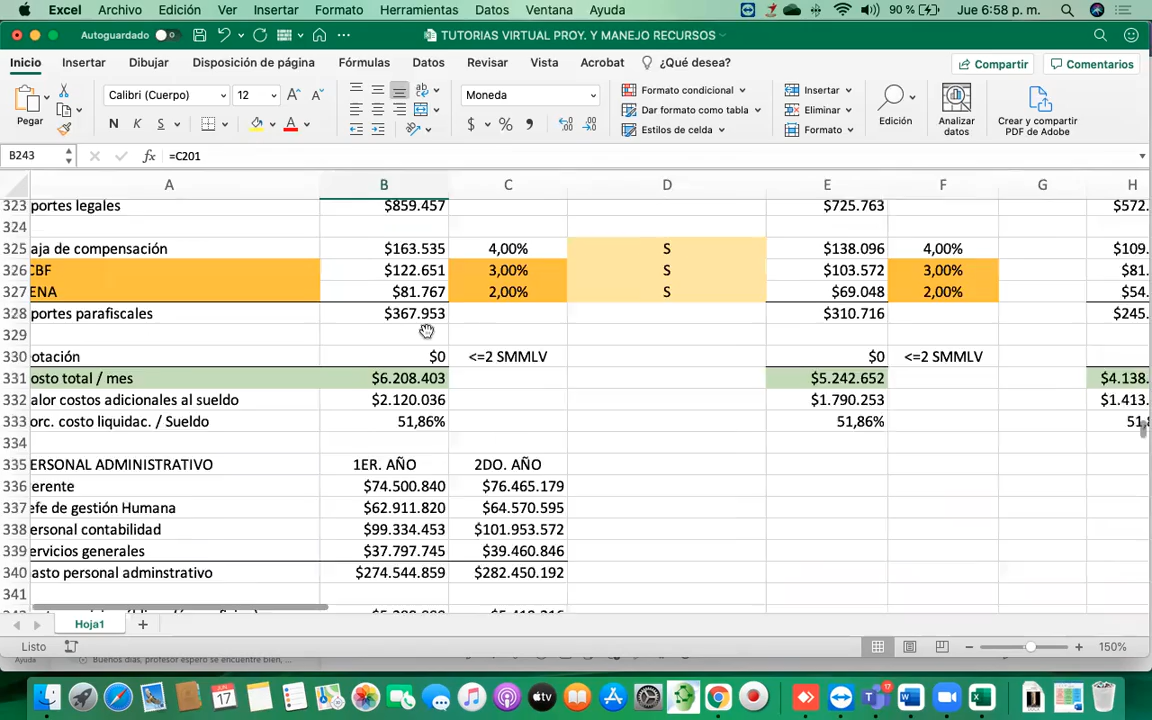 Excel Archivo Edición Ver Insertar Formato Herramientas Datos Ventana Ayuda 90 % Jue 6:58 p. m.
Autoguardado TUTORIAS VIRTUAL PROY. Y MANEJO RECURSOS
Inicio Insertar Dibujar Disposición de página Fórmulas Datos Revisar Vista Acrobat ¿Qué desea? Compartir Comentarios
Pegar Calibri (Cuerpo) 12 Moneda Formato condicional Insertar Edición Analizar datos Crear y compartir PDF de Adobe
N K S $ % Dar formato como tabla Eliminar
Estilos de celda Formato
B243 fx =C201
A B C D E F G H
323 portes legales $859.457 $725.763 $572.
324
325 aja de compensación $163.535 4,00% S $138.096 4,00% $109.
326 CBF $122.651 3,00% S $103.572 3,00% $81.
327 ENA $81.767 2,00% S $69.048 2,00% $54.
328 portes parafiscales $367.953 $310.716 $245.
329
330 otación $0 <=2 SMMLV $0 <=2 SMMLV
331 osto total / mes $6.208.403 $5.242.652 $4.138.
332 alor costos adicionales al sueldo $2.120.036 $1.790.253 $1.413.
333 orc. costo liquidac. / Sueldo 51,86% 51,86%
334
335 ERSONAL ADMINISTRATIVO 1ER. AÑO 2DO. AÑO
336 erente $74.500.840 $76.465.179
337 efe de gestión Humana $62.911.820 $64.570.595
338 ersonal contabilidad $99.334.453 $101.953.572
339 ervicios generales $37.797.745 $39.460.846
340 asto personal adminstrativo $274.544.859 $282.450.192
341
Hoja1
Listo 150%
Ayuda Buenos días, profesor espero se encuentre bien, ...
17 17